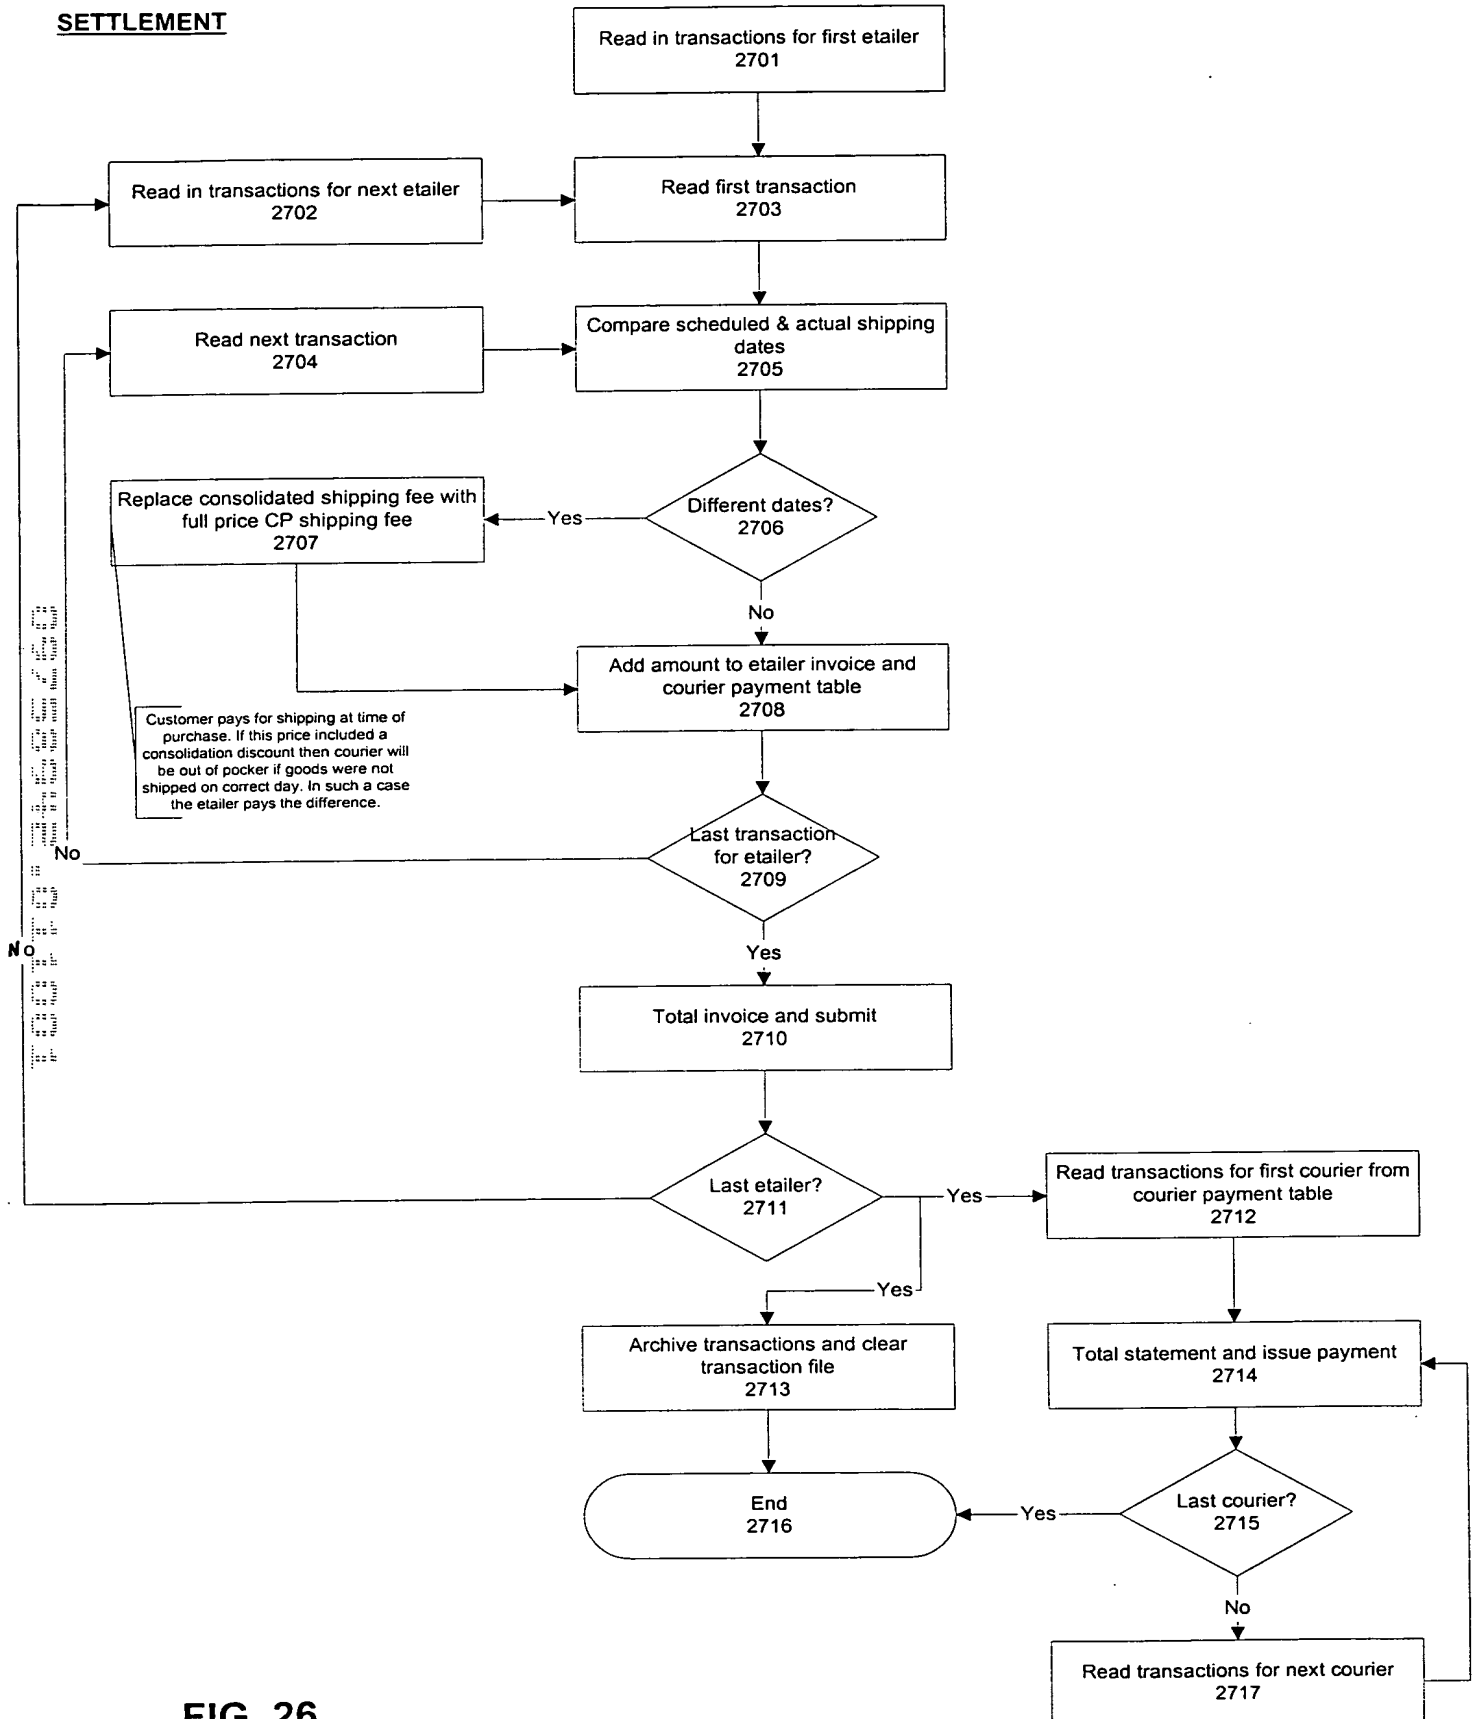 SETTLEMENT
Read in transactions for first etailer
2701
Read in transactions for next etailer
2702
Read first transaction
2703
Read next transaction
2704
Compare scheduled & actual shipping
dates
2705
Different dates?
2706
Yes
Replace consolidated shipping fee with
full price CP shipping fee
2707
No
Add amount to etailer invoice and
courier payment table
2708
Customer pays for shipping at time of
purchase. If this price included a
consolidation discount then courier will
be out of pocker if goods were not
shipped on correct day. In such a case
the etailer pays the difference.
Last transaction
for etailer?
2709
No
Yes
No
Total invoice and submit
2710
Last etailer?
2711
Yes
Read transactions for first courier from
courier payment table
2712
Yes
Archive transactions and clear
transaction file
2713
Total statement and issue payment
2714
End
2716
Yes
Last courier?
2715
No
Read transactions for next courier
2717
FIG. 26